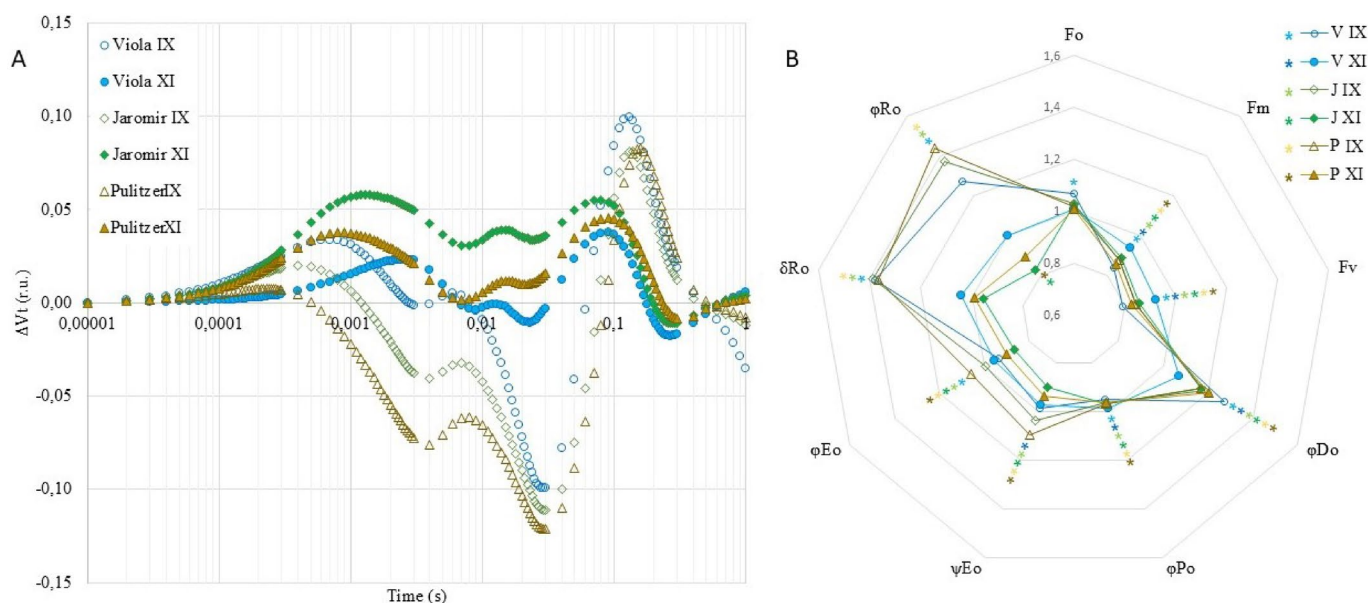 A
0,15
0,10
0,05
0,00
-0,05
-0,10
-0,15
ΔVt (r.u.)
Viola IX
Viola XI
Jaromir IX
Jaromir XI
PulitzerIX
PulitzerXI
0,00001
0,0001
0,001
0,01
0,1
1
Time (s)
B
Fo
Fm
Fv
φDo
φPo
ψEo
φEo
δRo
φRo
1,6
1,4
1,2
1
0,8
0,6
* V IX
* V XI
* J IX
* J XI
* P IX
* P XI